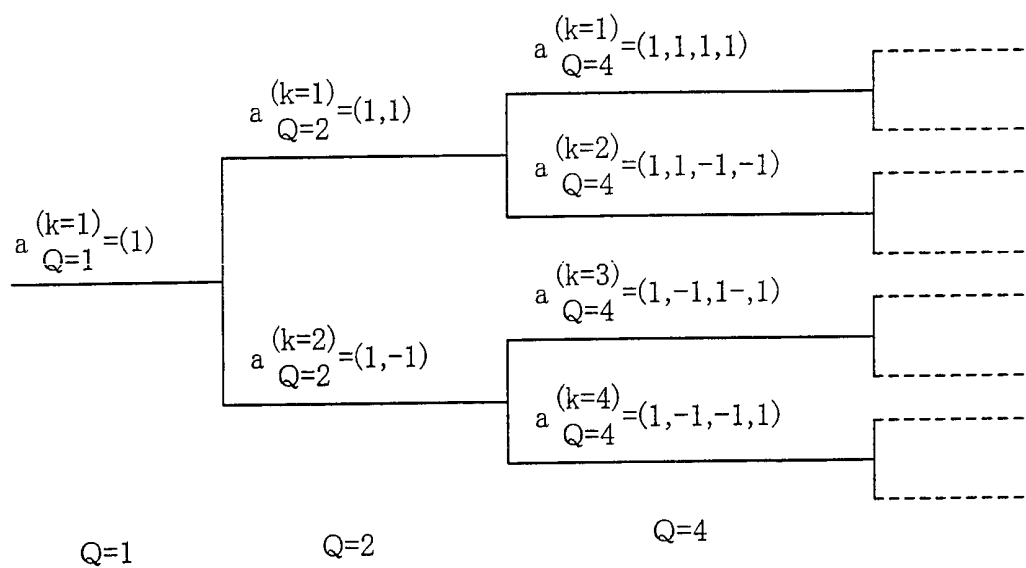 a (k=1) Q=4 =(1,1,1,1)
a (k=1) Q=2 =(1,1)
a (k=2) Q=4 =(1,1,-1,-1)
a (k=1) Q=1 =(1)
a (k=3) Q=4 =(1,-1,1-,1)
a (k=2) Q=2 =(1,-1)
a (k=4) Q=4 =(1,-1,-1,1)
Q=1 Q=2 Q=4